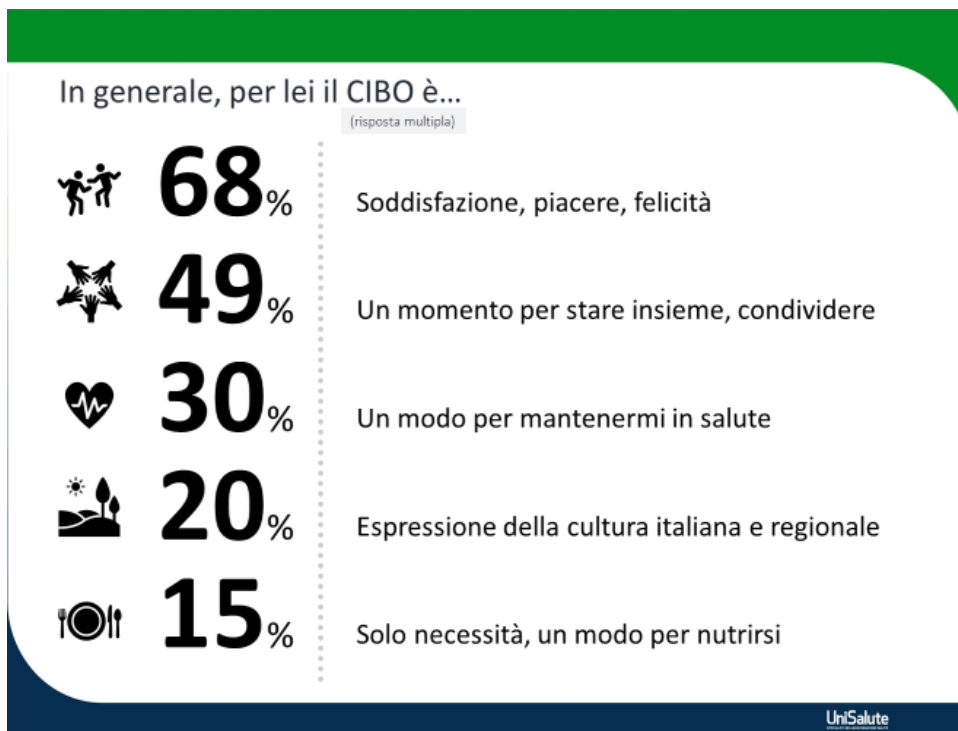 In generale, per lei il CIBO è...
(risposta multipla)
68% Soddisfazione, piacere, felicità
49% Un momento per stare insieme, condividere
30% Un modo per mantenermi in salute
20% Espressione della cultura italiana e regionale
15% Solo necessità, un modo per nutrirsi
UniSalute